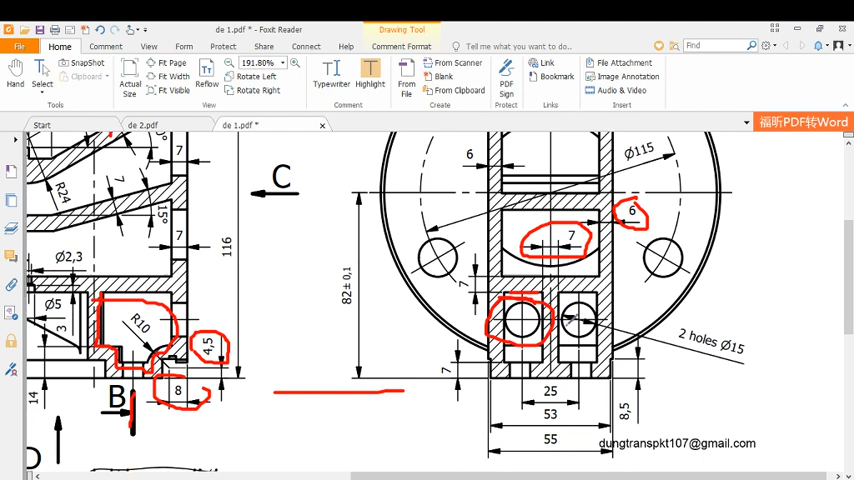 de 1.pdf * - Foxit Reader
Drawing Tool
File Home Comment View Form Protect Share Connect Help Comment Format Tell me what you want to do... Find
Hand
Select
SnapShot
Clipboard
Tools
Actual Size
Fit Page
Fit Width
Fit Visible
Reflow
191.80%
Rotate Left
Rotate Right
View
Typewriter
Highlight
Comment
From File
From Scanner
Blank
From Clipboard
Create
PDF Sign
Protect
Link
Bookmark
Links
File Attachment
Image Annotation
Audio & Video
Insert
Start de 2.pdf de 1.pdf * 福昕PDF转Word
0°
7
R24
7
15°
7
C
116
Ø2,3
Ø5
3
R10
4,5
8
14
B
D
6
Ø115
6
7
82± 0,1
7
2 holes Ø15
7
25
53
55
8,5
dungtranspkt107@gmail.com